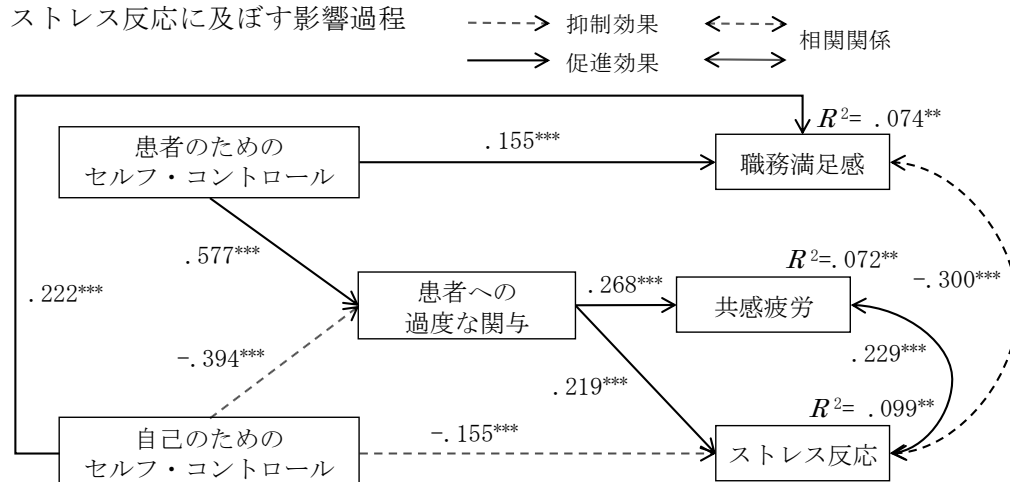 ストレス反応に及ぼす影響過程
抑制効果
相関関係
促進効果
R²= .074**
患者のための
セルフ・コントロール
.155***
職務満足感
.577***
R²=.072**
-.300***
.222***
患者への
過度な関与
.268***
共感疲労
-.394***
.229***
.219***
R²= .099**
自己のための
セルフ・コントロール
-.155***
ストレス反応